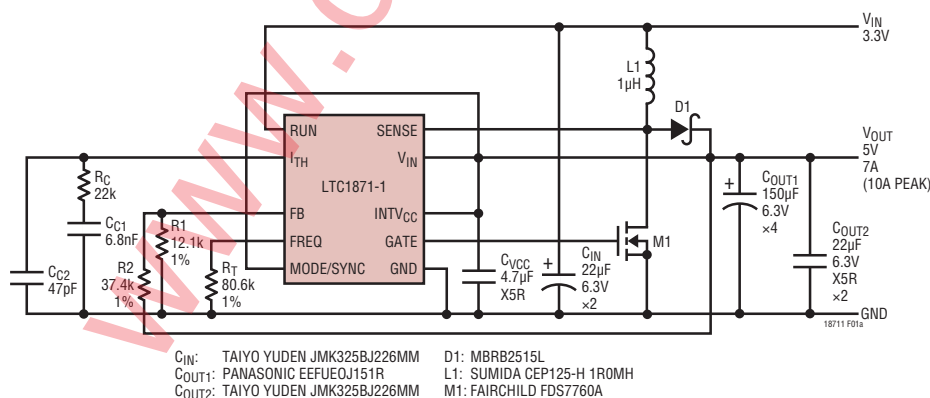 VIN
3.3V
L1
1µH
D1
RUN
SENSE
VOUT
5V
7A
(10A PEAK)
ITH
VIN
LTC1871-1
RC
22k
COUT1
150µF
6.3V
×4
CC1
6.8nF
FB
INTVCC
R1
12.1k
1%
FREQ
GATE
M1
CIN
22µF
6.3V
×2
COUT2
22µF
6.3V
X5R
×2
MODE/SYNC
GND
CC2
47pF
R2
37.4k
1%
RT
80.6k
1%
CVCC
4.7µF
X5R
GND
18711 F01a
CIN: TAIYO YUDEN JMK325BJ226MM
COUT1: PANASONIC EEFUEOJ151R
COUT2: TAIYO YUDEN JMK325BJ226MM
D1: MBRB2515L
L1: SUMIDA CEP125-H 1R0MH
M1: FAIRCHILD FDS7760A
www.